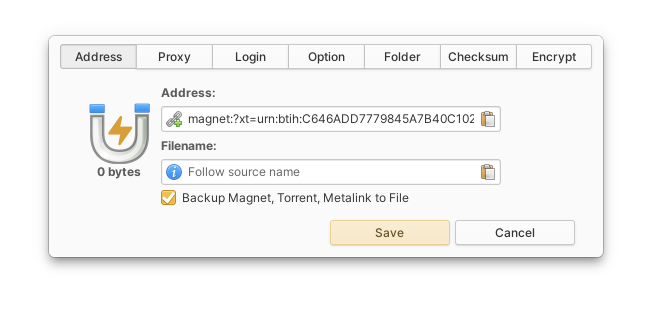 Address Proxy Login Option Folder Checksum Encrypt
Address:
magnet:?xt=urn:btih:C646ADD7779845A7B40C102
Filename:
Follow source name
0 bytes
Backup Magnet, Torrent, Metalink to File
Save Cancel